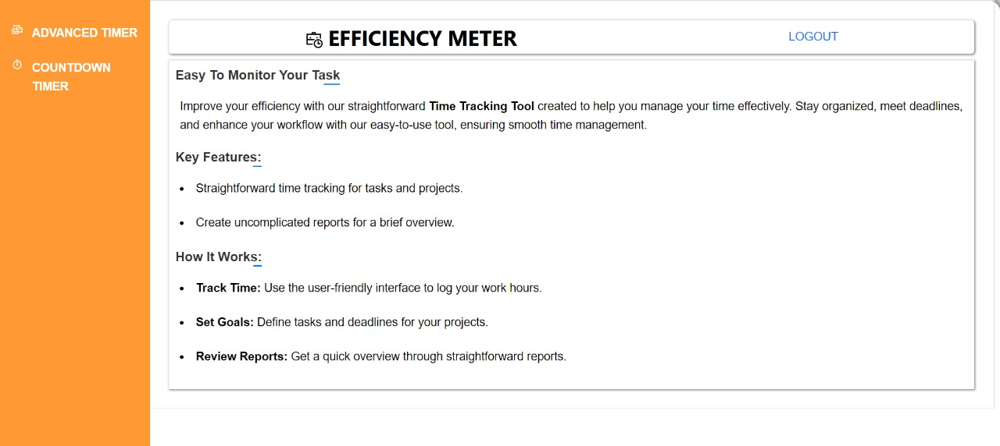 ADVANCED TIMER
COUNTDOWN
TIMER
EFFICIENCY METER
LOGOUT
Easy To Monitor Your Task
Improve your efficiency with our straightforward Time Tracking Tool created to help you manage your time effectively. Stay organized, meet deadlines,
and enhance your workflow with our easy-to-use tool, ensuring smooth time management.
Key Features:
• Straightforward time tracking for tasks and projects.
• Create uncomplicated reports for a brief overview.
How It Works:
• Track Time: Use the user-friendly interface to log your work hours.
• Set Goals: Define tasks and deadlines for your projects.
• Review Reports: Get a quick overview through straightforward reports.